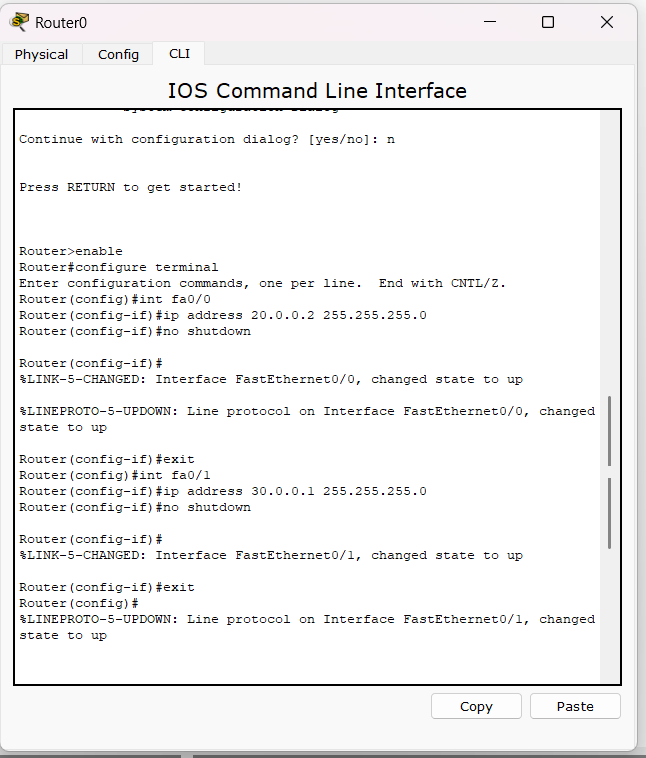 Router0
Physical Config CLI
IOS Command Line Interface
Continue with configuration dialog? [yes/no]: n
Press RETURN to get started!
Router>enable
Router#configure terminal
Enter configuration commands, one per line.  End with CNTL/Z.
Router(config)#int fa0/0
Router(config-if)#ip address 20.0.0.2 255.255.255.0
Router(config-if)#no shutdown
Router(config-if)#
%LINK-5-CHANGED: Interface FastEthernet0/0, changed state to up
%LINEPROTO-5-UPDOWN: Line protocol on Interface FastEthernet0/0, changed
state to up
Router(config-if)#exit
Router(config)#int fa0/1
Router(config-if)#ip address 30.0.0.1 255.255.255.0
Router(config-if)#no shutdown
Router(config-if)#
%LINK-5-CHANGED: Interface FastEthernet0/1, changed state to up
Router(config-if)#exit
Router(config)#
%LINEPROTO-5-UPDOWN: Line protocol on Interface FastEthernet0/1, changed
state to up
Copy Paste